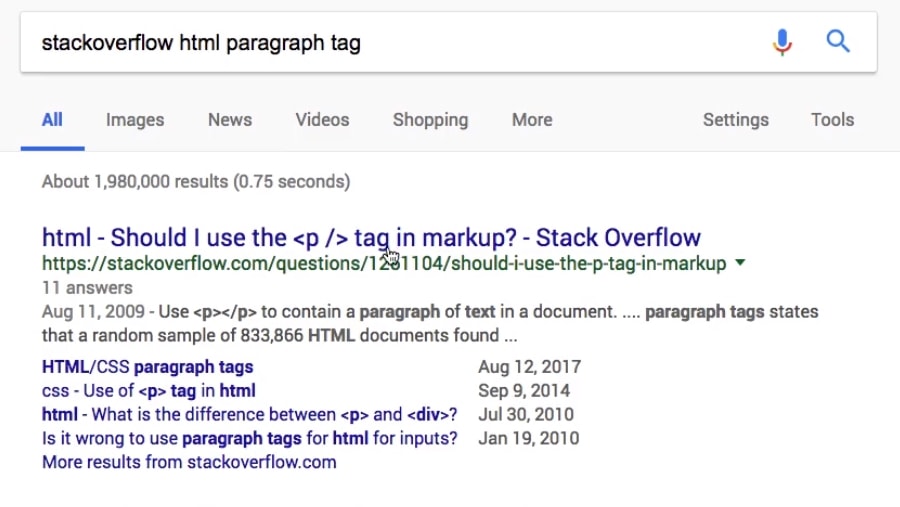 stackoverflow html paragraph tag
All Images News Videos Shopping More Settings Tools
About 1,980,000 results (0.75 seconds)
html - Should I use the <p /> tag in markup? - Stack Overflow
https://stackoverflow.com/questions/1261104/should-i-use-the-p-tag-in-markup
11 answers
Aug 11, 2009 - Use <p></p> to contain a paragraph of text in a document. .... paragraph tags states
that a random sample of 833,866 HTML documents found ...
HTML/CSS paragraph tags Aug 12, 2017
css - Use of <p> tag in html Sep 9, 2014
html - What is the difference between <p> and <div>? Jul 30, 2010
Is it wrong to use paragraph tags for html for inputs? Jan 19, 2010
More results from stackoverflow.com